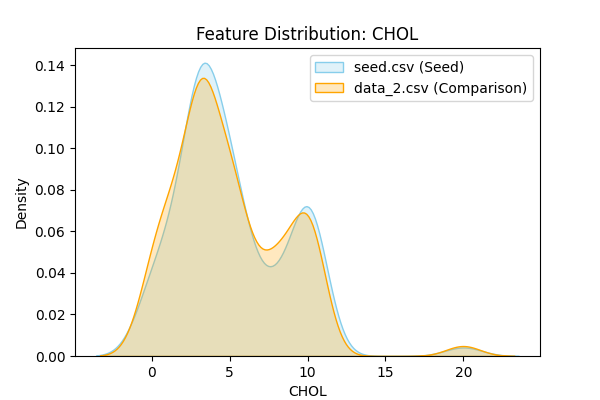 Feature Distribution: CHOL
seed.csv (Seed)
data_2.csv (Comparison)
Density
0.14
0.12
0.10
0.08
0.06
0.04
0.02
0.00
0 5 10 15 20
CHOL